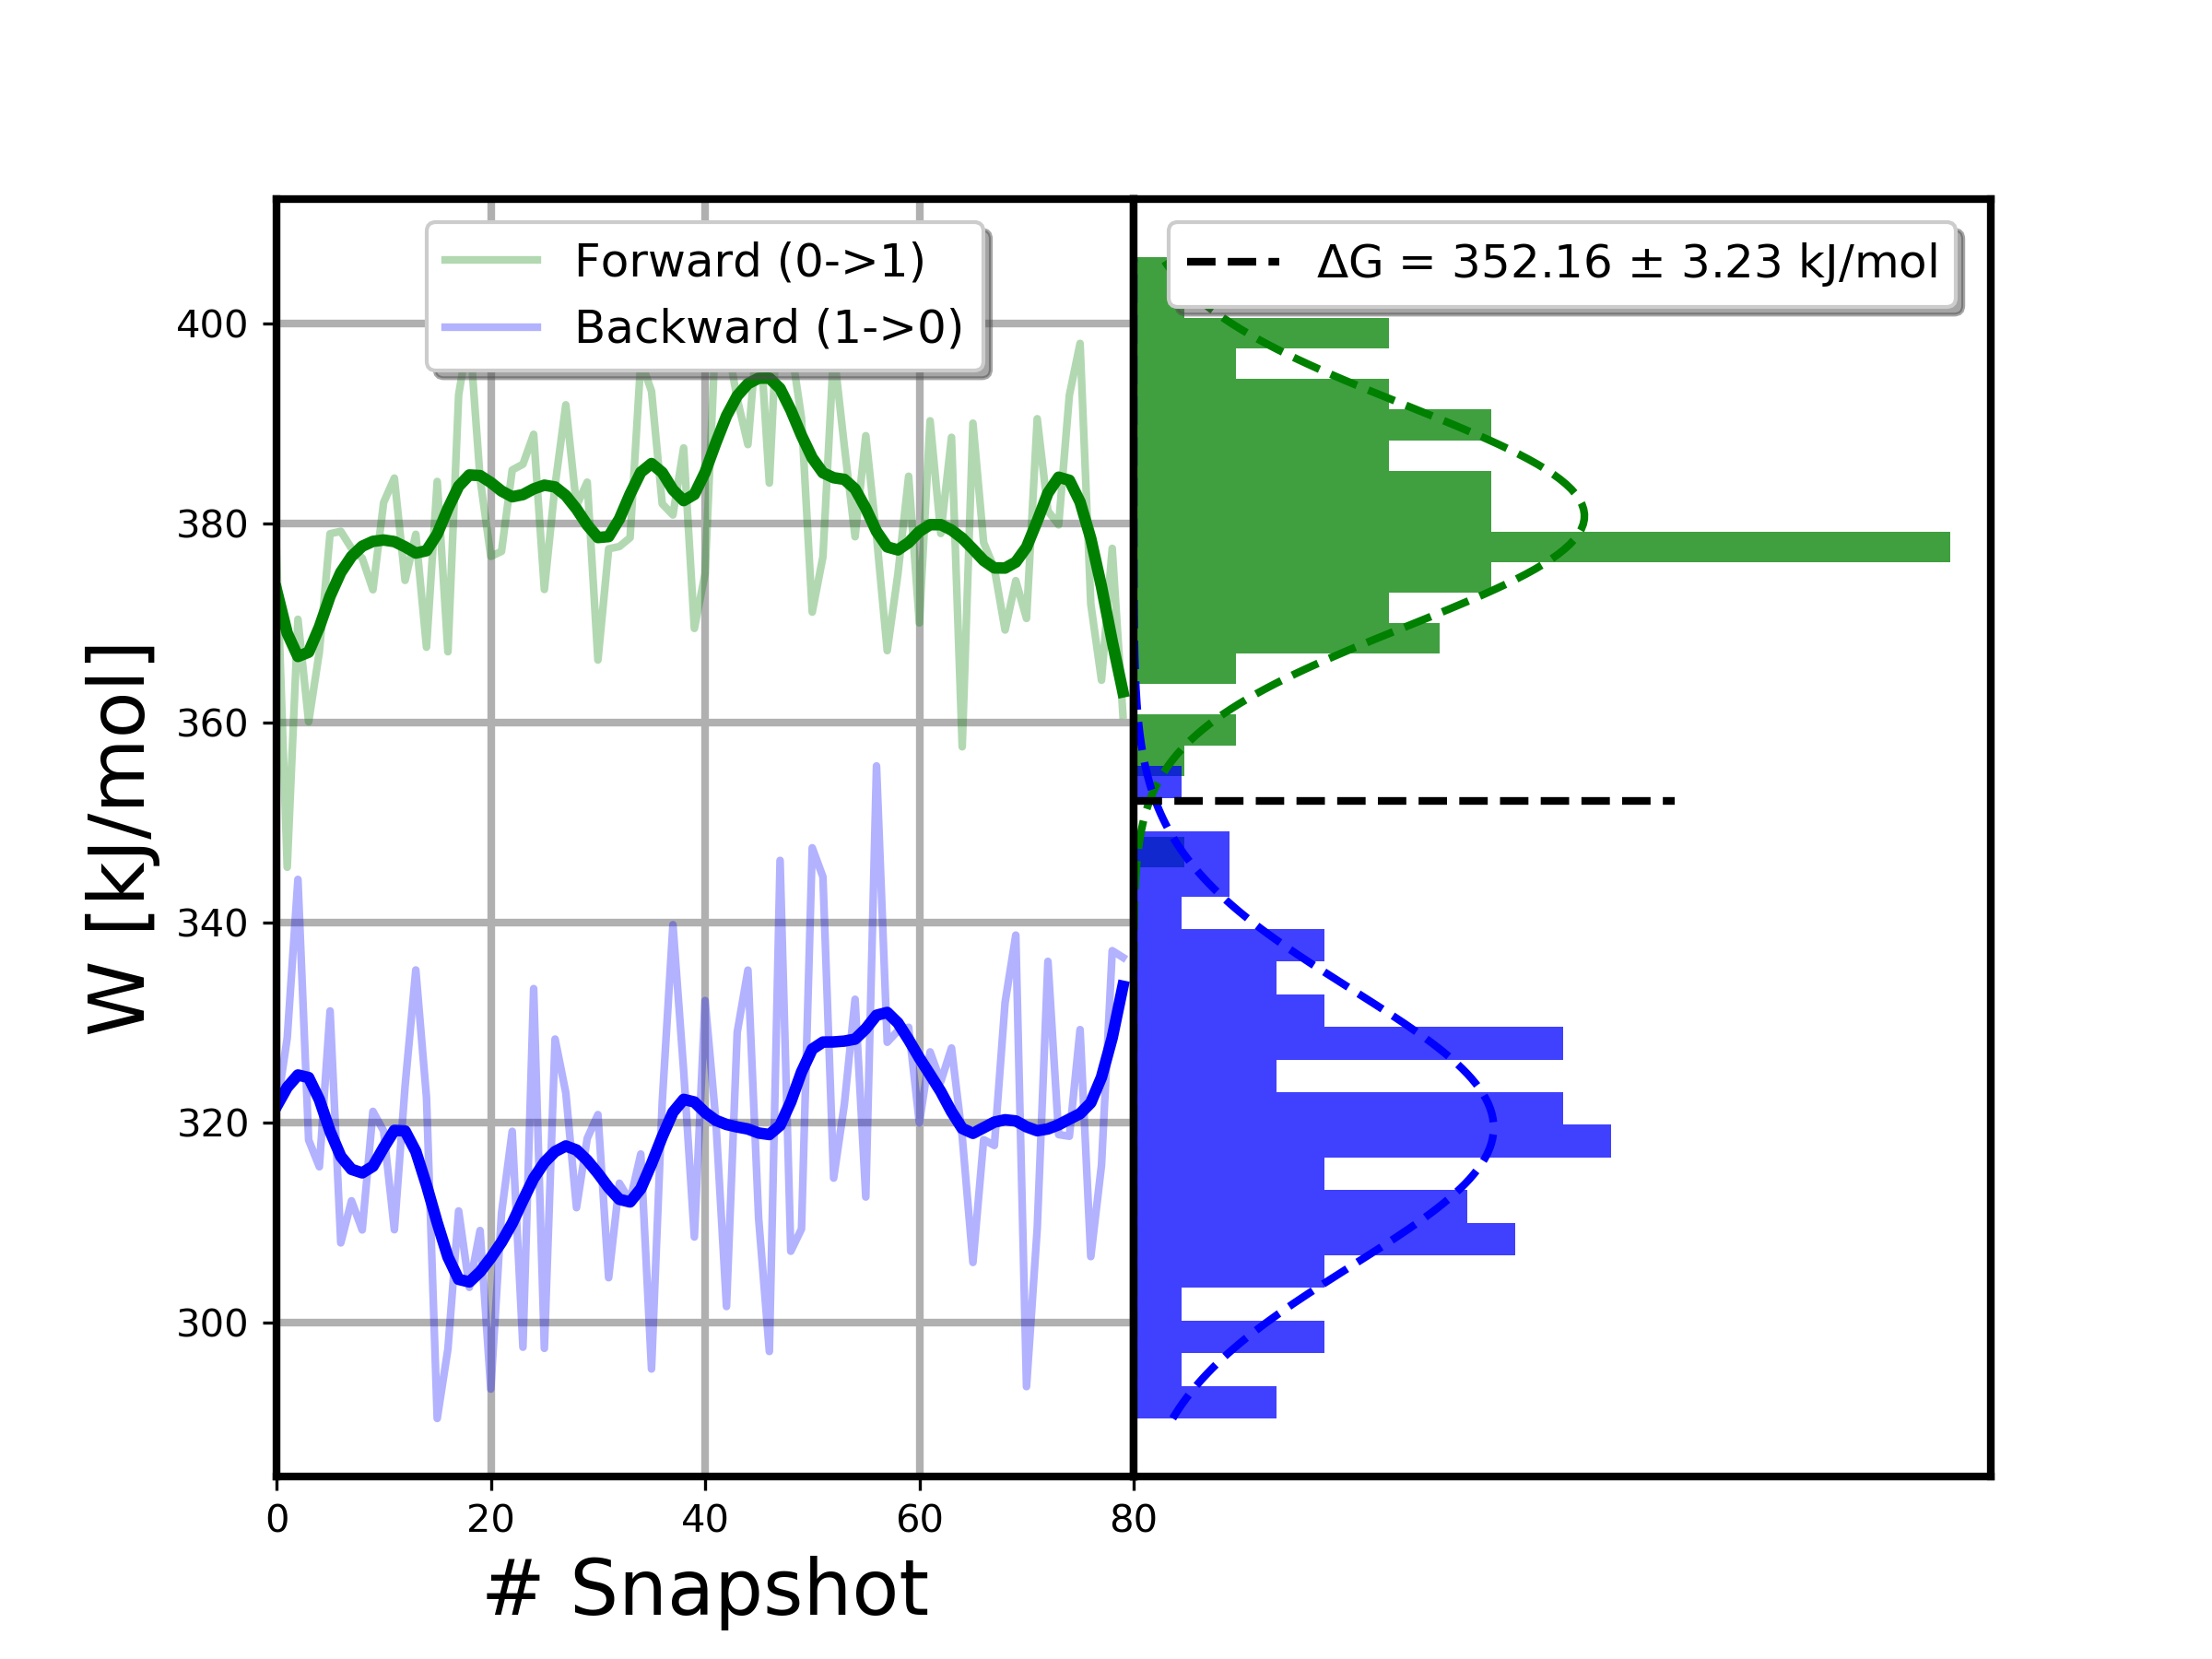 Forward (0->1)
Backward (1->0)
ΔG = 352.16 ± 3.23 kJ/mol
400
380
360
340
320
300
W [kJ/mol]
0 20 40 60 80
# Snapshot